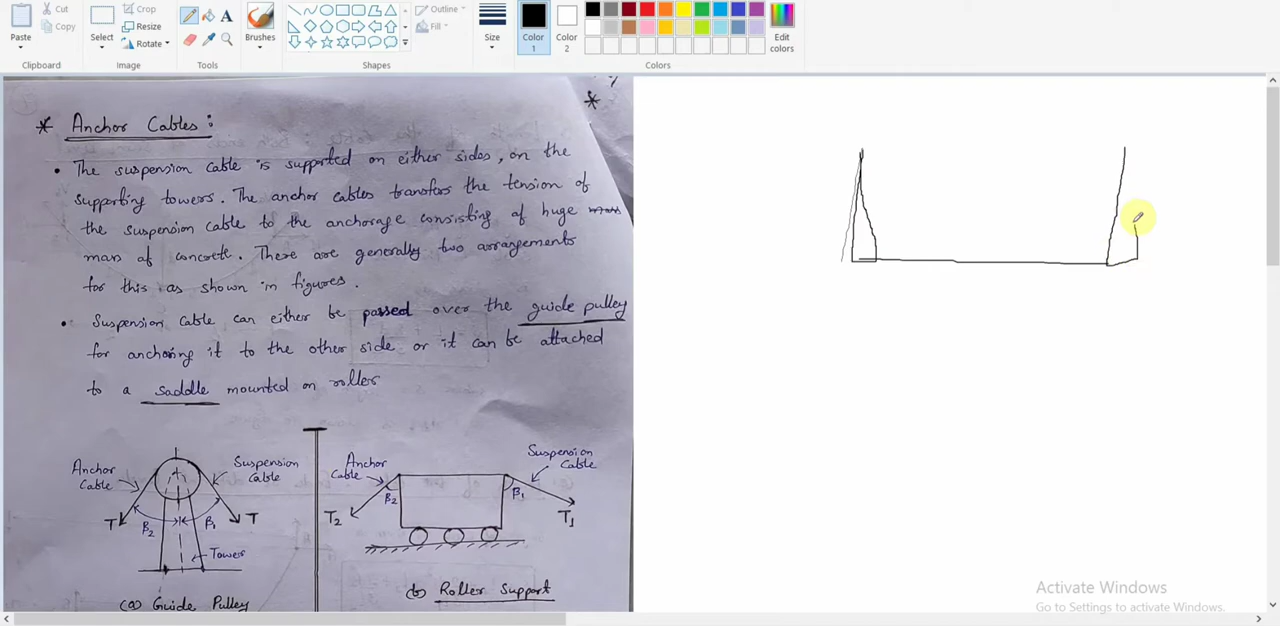 Cut
Copy
Paste
Clipboard
Select
Crop
Resize
Rotate
Image
A
Tools
Brushes
Outline
Fill
Shapes
Size
Color
1
Color
2
Edit
colors
Colors
* Anchor Cables:
*
• The suspension cable is supported on either sides, on the
supporting towers. The anchor cables transfers the tension of
the suspension cable to the anchorage consisting of huge
mass of concrete. There are generally two arrangements
for this as shown in figures.
• Suspension Cable can either be passed over the guide pulley
for anchoring it to the other side or it can be attached
to a saddle mounted on roller
Anchor
Cable
Suspension
Cable
T
β2
β1
T
Tower
(a) Guide Pulley
Anchor
Cable
Suspension
Cable
β2
β1
T2
T1
(b) Roller Support
Activate Windows
Go to Settings to activate Windows.